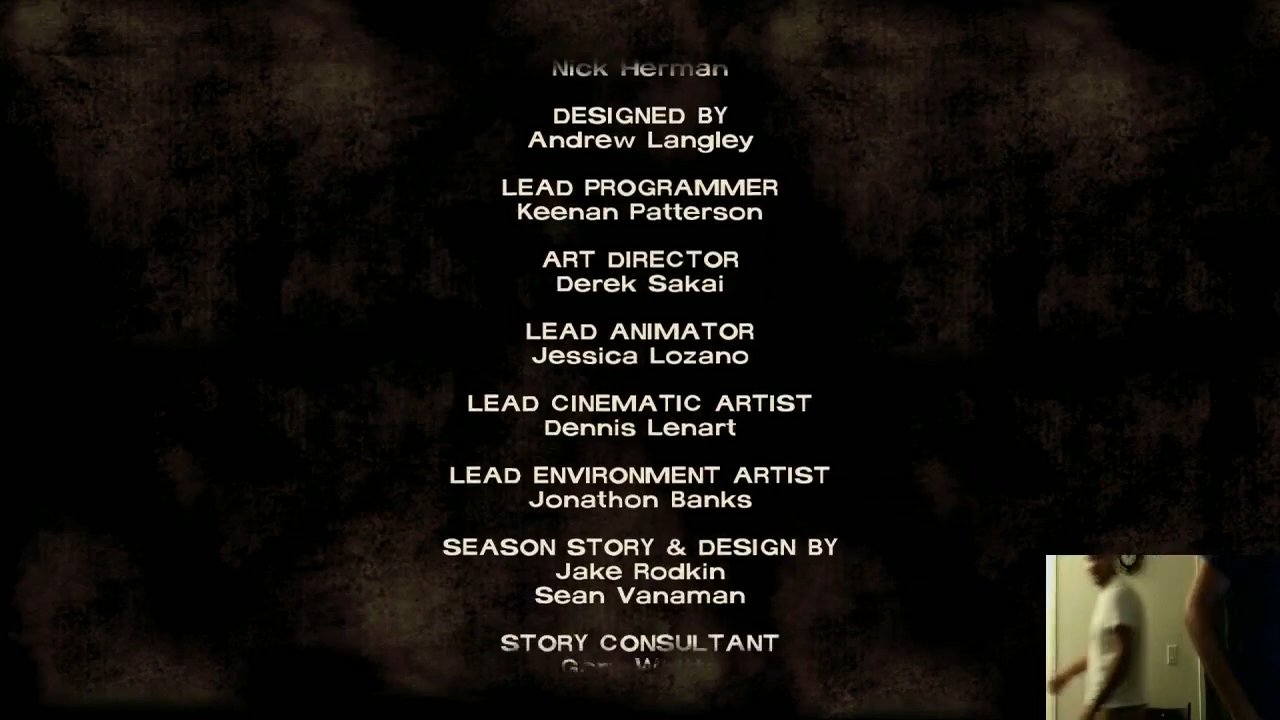 Nick Herman
DESIGNED BY
Andrew Langley
LEAD PROGRAMMER
Keenan Patterson
ART DIRECTOR
Derek Sakai
LEAD ANIMATOR
Jessica Lozano
LEAD CINEMATIC ARTIST
Dennis Lenart
LEAD ENVIRONMENT ARTIST
Jonathon Banks
SEASON STORY & DESIGN BY
Jake Rodkin
Sean Vanaman
STORY CONSULTANT